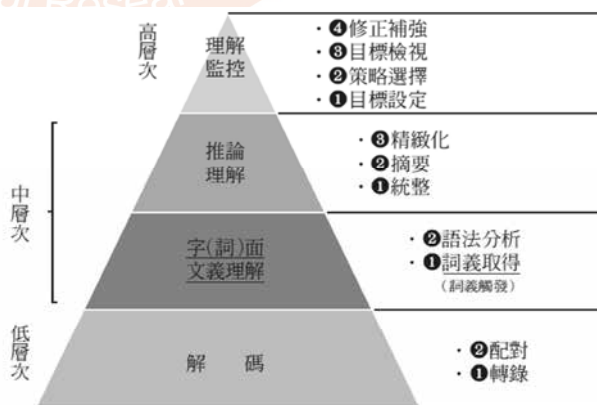 高層次
理解
監控
・❹修正補強
・❸目標檢視
・❷策略選擇
・❶目標設定
中層次
推論
理解
・❸精緻化
・❷摘要
・❶統整
字(詞)面
文義理解
・❷語法分析
・❶詞義取得
(詞義觸發)
低層次
解 碼
・❷配對
・❶轉錄